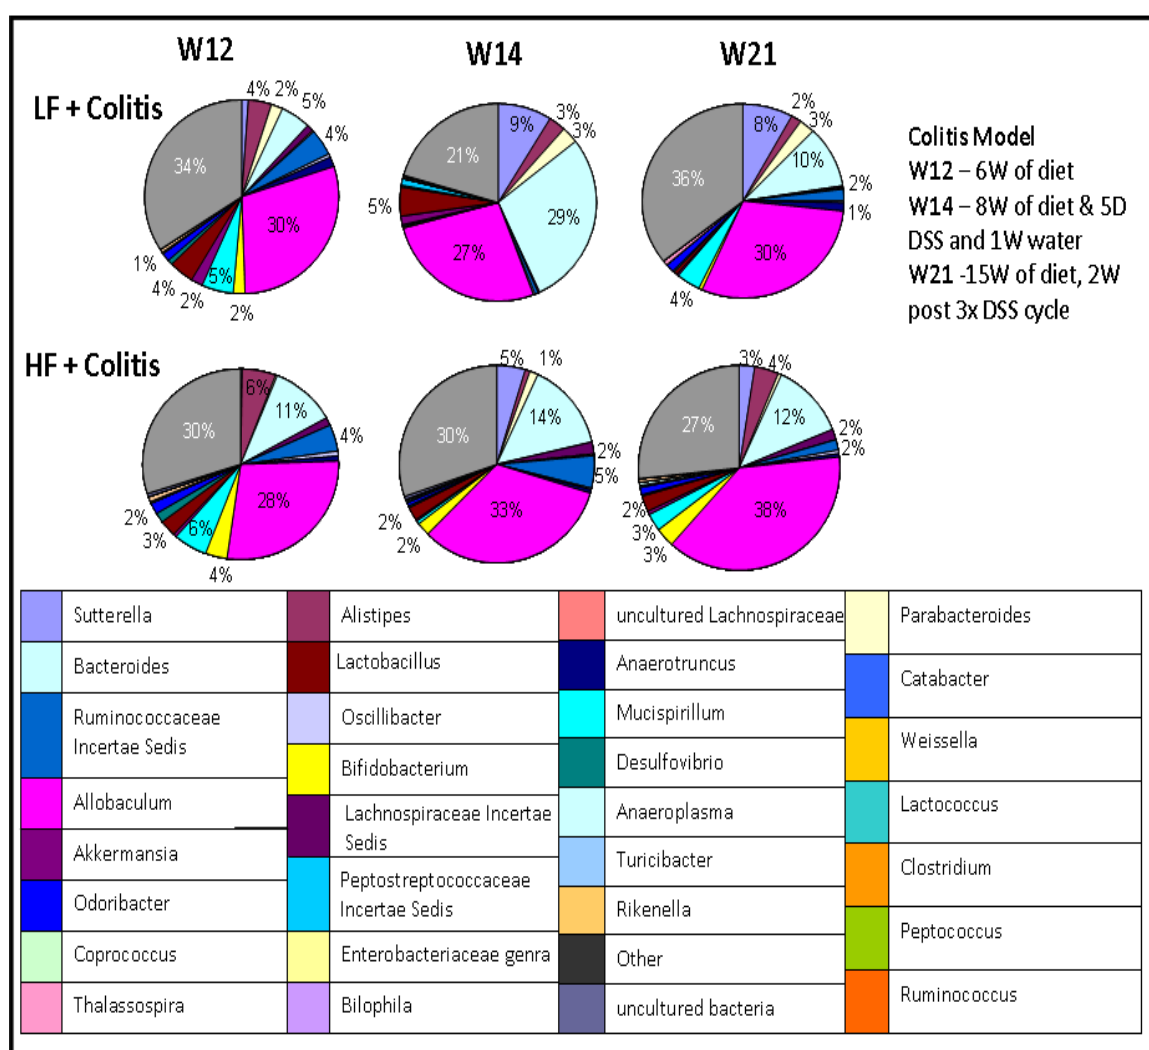 W12
W14
W21
LF + Colitis
4%
2%
5%
4%
30%
2%
5%
2%
4%
1%
34%
9%
3%
3%
29%
27%
5%
21%
8%
2%
3%
10%
2%
1%
30%
4%
36%
Colitis Model
W12 – 6W of diet
W14 – 8W of diet & 5D
DSS and 1W water
W21 -15W of diet, 2W
post 3x DSS cycle
HF + Colitis
6%
11%
4%
28%
4%
6%
3%
2%
30%
5%
1%
14%
2%
5%
33%
2%
2%
30%
3%
4%
12%
2%
2%
38%
3%
3%
2%
27%
Sutterella
Bacteroides
Ruminococcaceae
Incertae Sedis
Allobaculum
Akkermansia
Odoribacter
Coprococcus
Thalassospira
Alistipes
Lactobacillus
Oscillibacter
Bifidobacterium
Lachnospiraceae Incertae
Sedis
Peptostreptococcaceae
Incertae Sedis
Enterobacteriaceae genra
Bilophila
uncultured Lachnospiraceae
Anaerotruncus
Mucispirillum
Desulfovibrio
Anaeroplasma
Turicibacter
Rikenella
Other
uncultured bacteria
Parabacteroides
Catabacter
Weissella
Lactococcus
Clostridium
Peptococcus
Ruminococcus